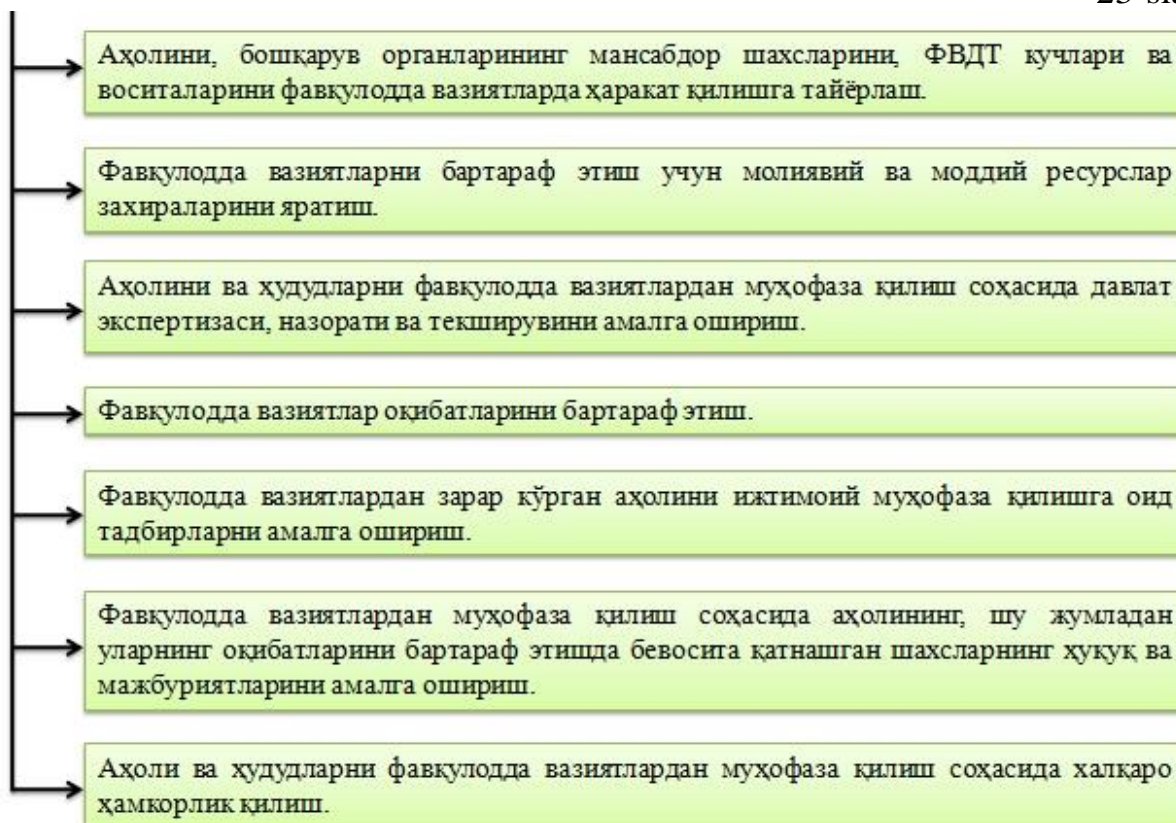 Аҳолини, бошқарув органларининг мансабдор шахсларини, ФВДТ кучлари ва
воситаларини фавқулодда вазиятларда ҳаракат қилишга тайёрлаш.
Фавқулодда вазиятларни бартараф этиш учун молиявий ва моддий ресурслар
захираларини яратиш.
Аҳолини ва ҳудудларни фавқулодда вазиятлардан муҳофаза қилиш соҳасида давлат
экспертизаси, назорати ва текширувини амалга ошириш.
Фавқулодда вазиятлар оқибатларини бартараф этиш.
Фавқулодда вазиятлардан зарар кўрган аҳолини ижтимоий муҳофаза қилишга оид
тадбирларни амалга ошириш.
Фавқулодда вазиятлардан муҳофаза қилиш соҳасида аҳолининг, шу жумладан
уларнинг оқибатларини бартараф этишда бевосита қатнашган шахсларнинг ҳуқуқ ва
мажбуриятларини амалга ошириш.
Аҳоли ва ҳудудларни фавқулодда вазиятлардан муҳофаза қилиш соҳасида халқаро
ҳамкорлик қилиш.